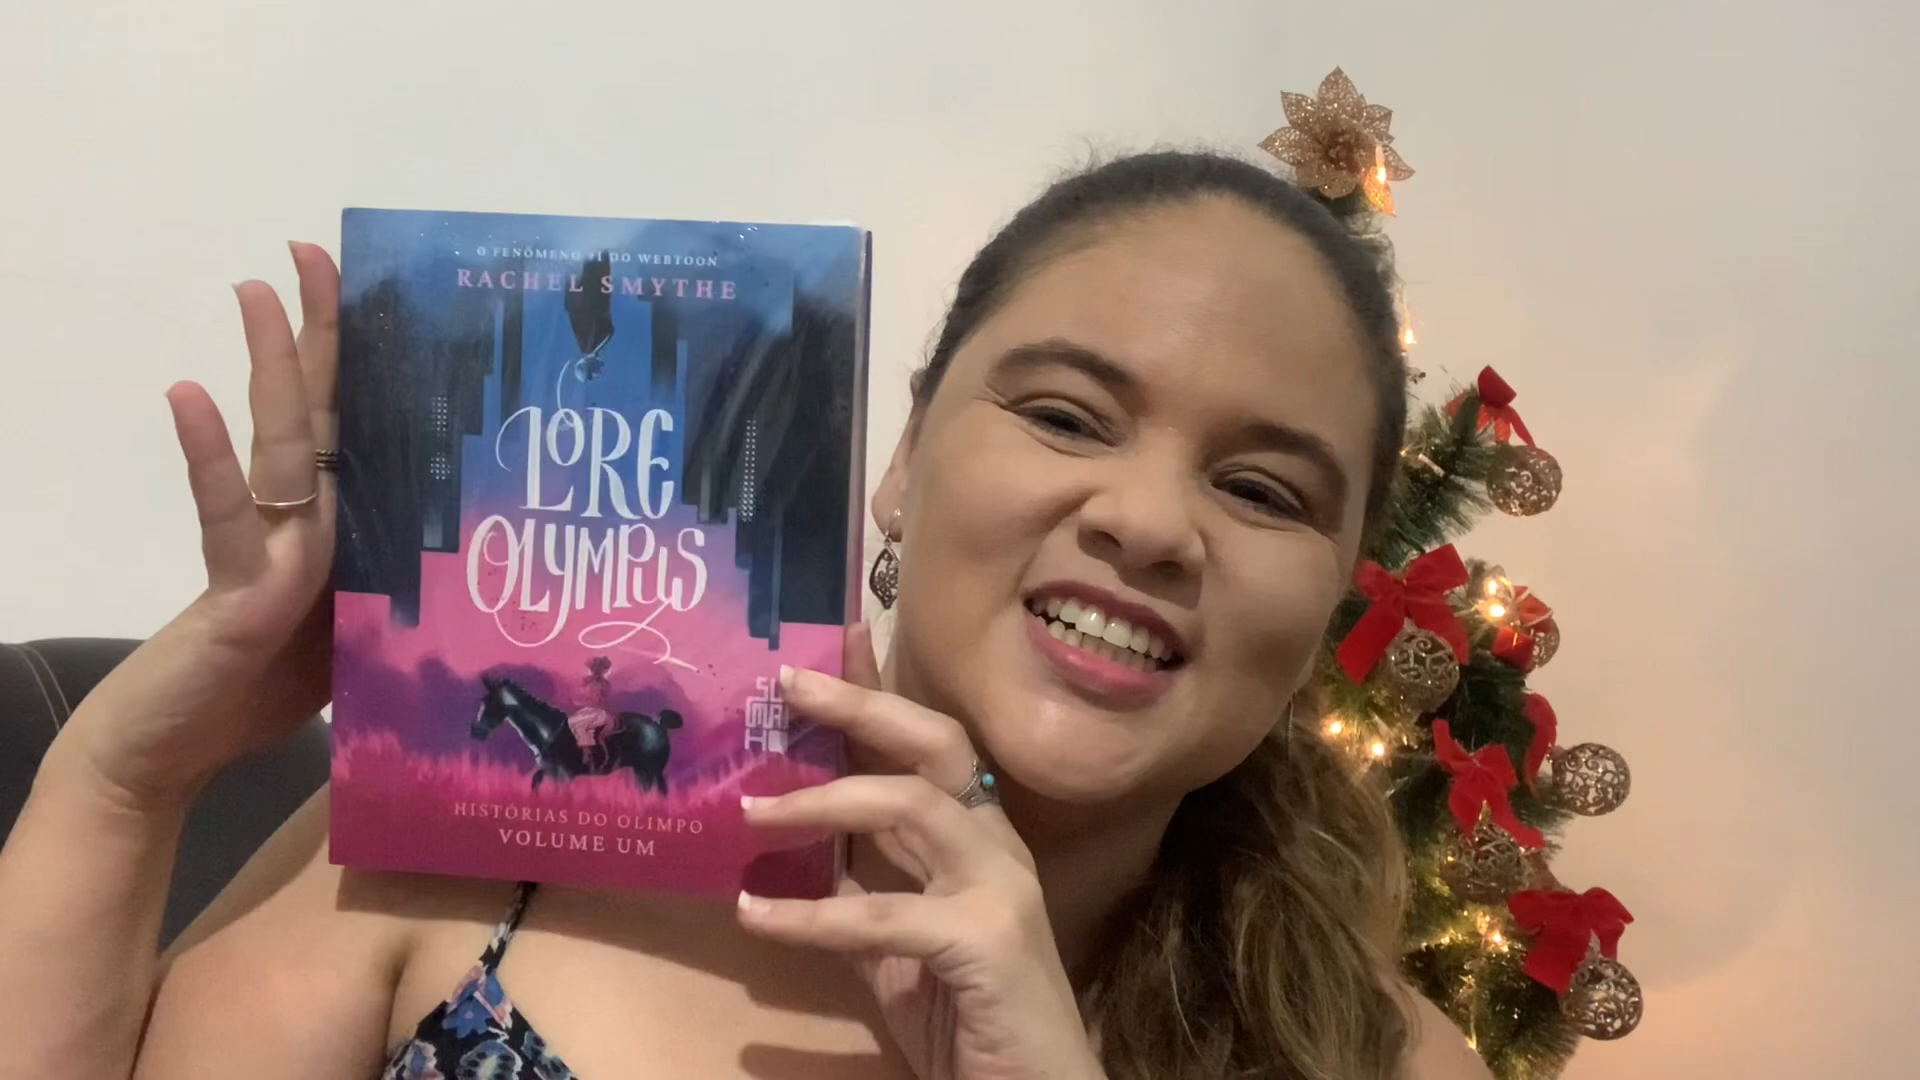 O FENÔMENO #1 DO WEBTOON
RACHEL SMYTHE
LORE
OLYMPUS
HISTÓRIAS DO OLIMPO
VOLUME UM